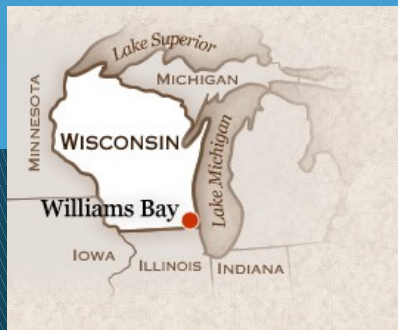 Lake Superior
MICHIGAN
MINNESOTA
WISCONSIN
Lake Michigan
Williams Bay
IOWA
ILLINOIS
INDIANA